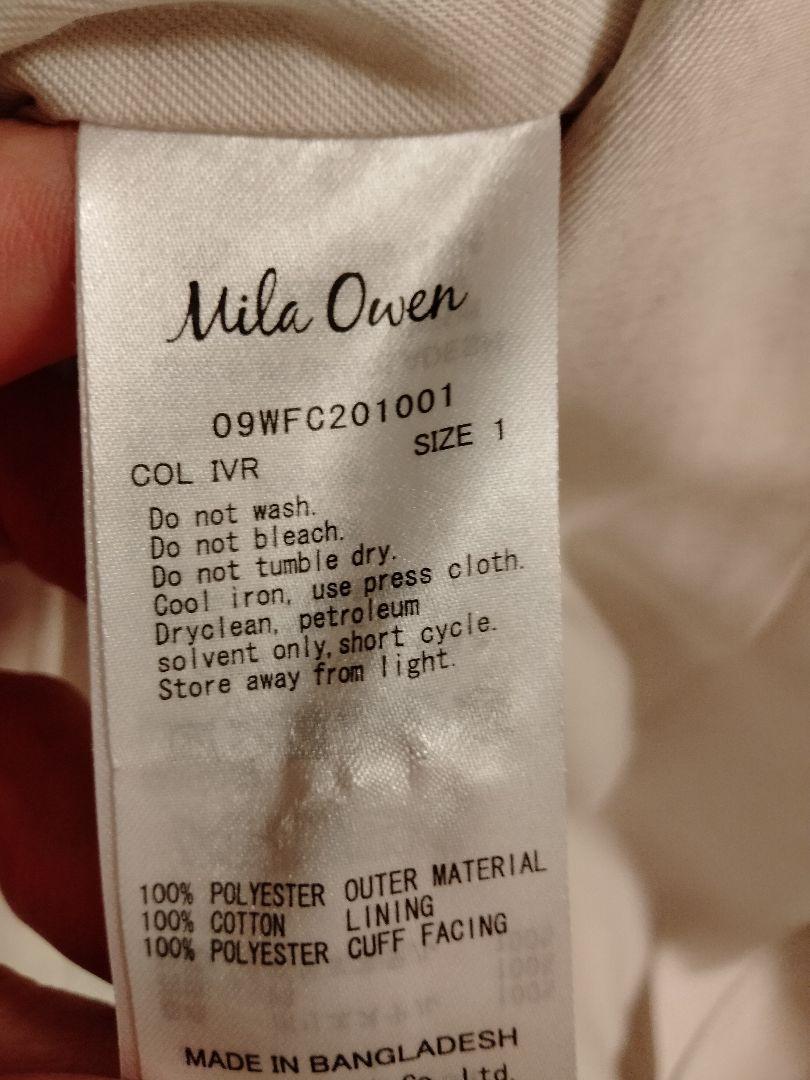 Mila Owen
09WFC201001
SIZE 1
COL IVR
Do not wash.
Do not bleach.
Do not tumble dry.
Cool iron, use press cloth.
Dryclean, petroleum
solvent only,short cycle.
Store away from light.
100% POLYESTER OUTER MATERIAL
100% COTTON LINING
100% POLYESTER CUFF FACING
MADE IN BANGLADESH
Co., Ltd.